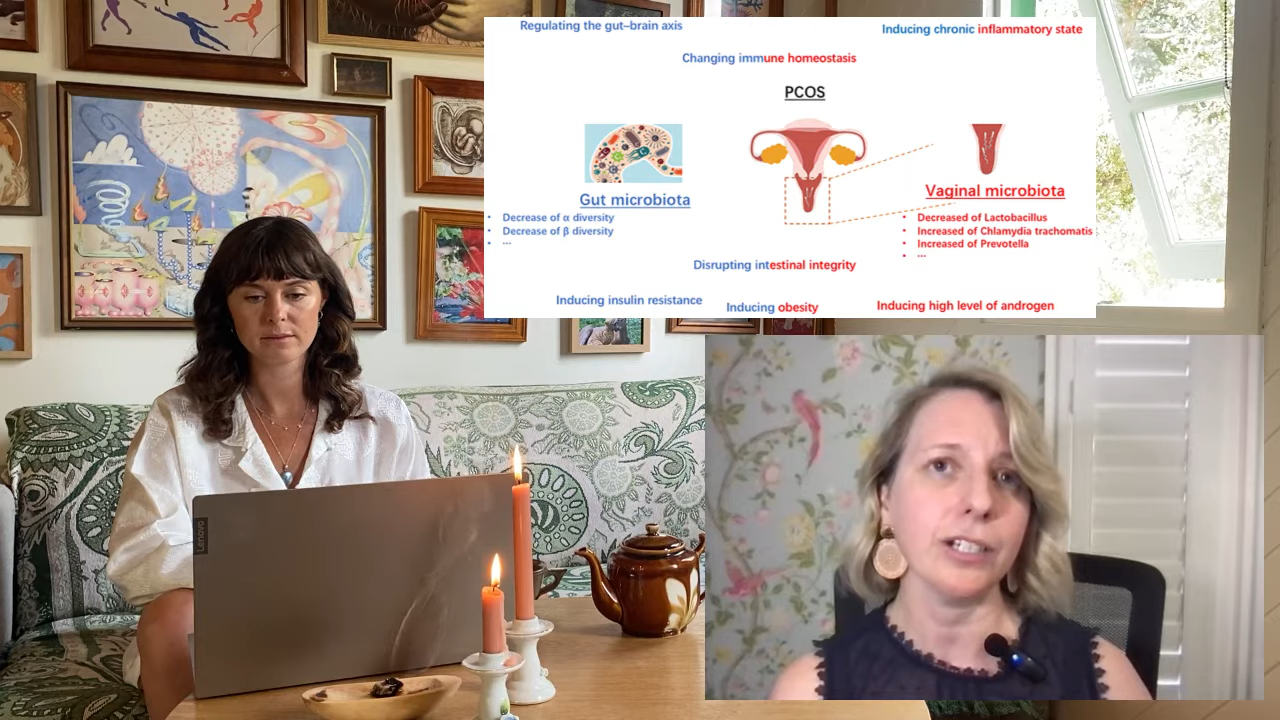 Regulating the gut–brain axis
Inducing chronic inflammatory state
Changing immune homeostasis
PCOS
Gut microbiota
• Decrease of α diversity
• Decrease of β diversity
• ...
Vaginal microbiota
• Decreased of Lactobacillus
• Increased of Chlamydia trachomatis
• Increased of Prevotella
• ...
Disrupting intestinal integrity
Inducing insulin resistance
Inducing obesity
Inducing high level of androgen
Lenovo